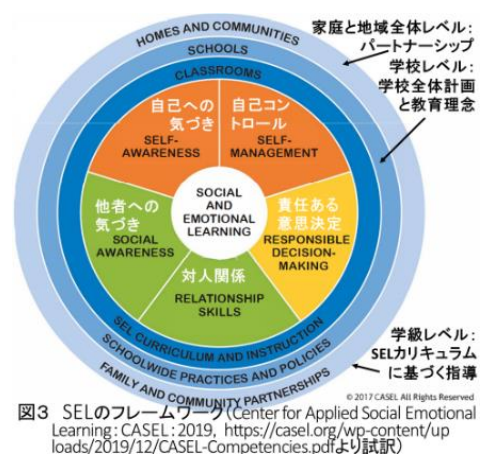 HOMES AND COMMUNITIES
SCHOOLS
CLASSROOMS
家庭と地域全体レベル：
パートナーシップ
学校レベル：
学校全体計画
と教育理念
自己への
気づき
SELF-
AWARENESS
自己コン
トロール
SELF-
MANAGEMENT
他者への
気づき
SOCIAL
AWARENESS
SOCIAL
AND
EMOTIONAL
LEARNING
責任ある
意思決定
RESPONSIBLE
DECISION-
MAKING
対人関係
RELATIONSHIP
SKILLS
SEL CURRICULUM AND INSTRUCTION
SCHOOLWIDE PRACTICES AND POLICIES
FAMILY AND COMMUNITY PARTNERSHIPS
学級レベル：
SELカリキュラム
に基づく指導
© 2017 CASEL All Rights Reserved
図3 SELのフレームワーク（Center for Applied Social Emotional
Learning：CASEL：2019, https://casel.org/wp-content/up
loads/2019/12/CASEL-Competencies.pdfより試訳）